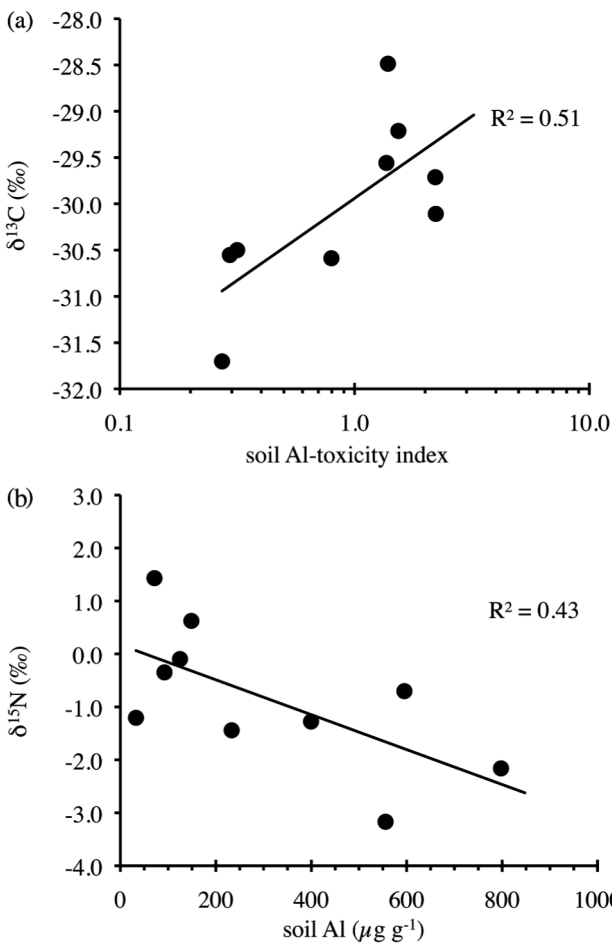 (a)
-28.0
-28.5
-29.0
-29.5
-30.0
-30.5
-31.0
-31.5
-32.0
δ¹³C (‰)
R² = 0.51
0.1 1.0 10.0
soil Al-toxicity index
(b)
3.0
2.0
1.0
0.0
-1.0
-2.0
-3.0
-4.0
δ¹⁵N (‰)
R² = 0.43
0 200 400 600 800 1000
soil Al (µg g⁻¹)